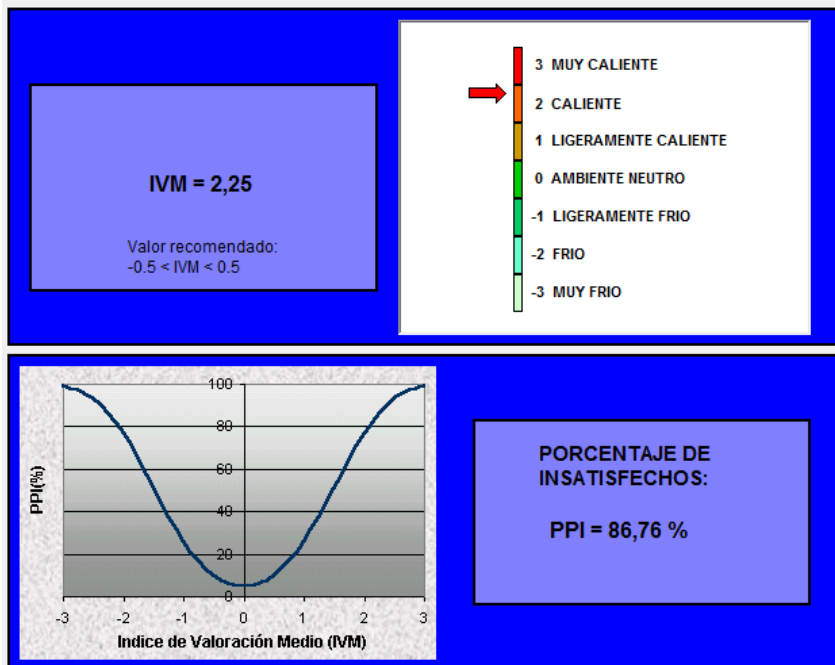 IVM = 2,25
Valor recomendado:
-0.5 < IVM < 0.5
3 MUY CALIENTE
2 CALIENTE
1 LIGERAMENTE CALIENTE
0 AMBIENTE NEUTRO
-1 LIGERAMENTE FRIO
-2 FRIO
-3 MUY FRIO
PPI(%)
100
80
60
40
20
0
-3 -2 -1 0 1 2 3
Indice de Valoración Medio (IVM)
PORCENTAJE DE
INSATISFECHOS:
PPI = 86,76 %